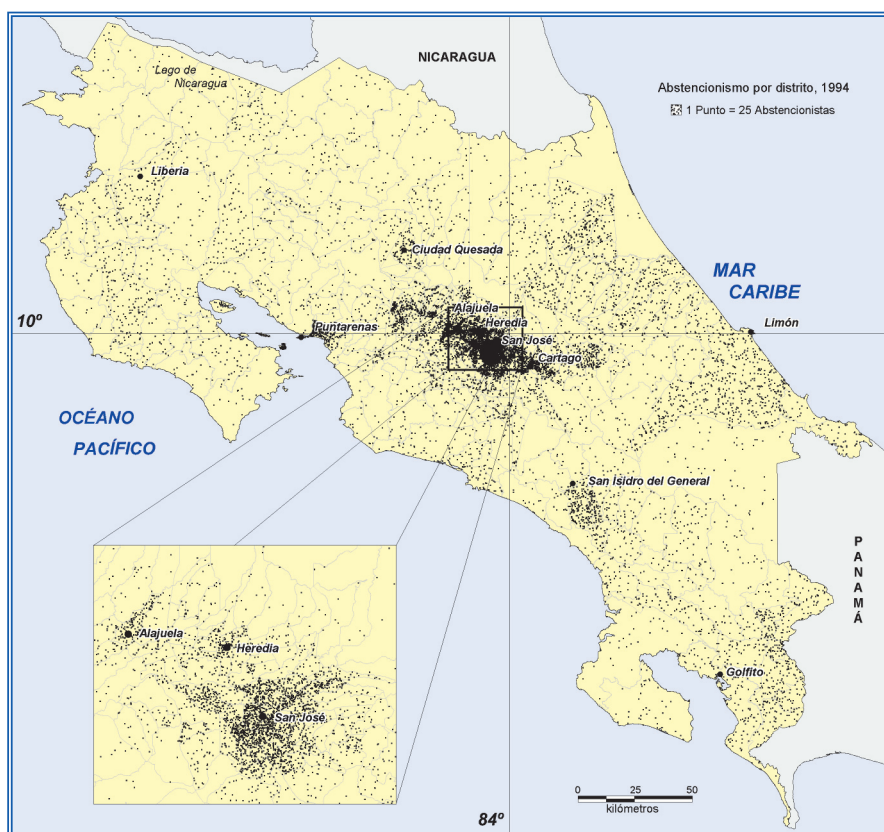 NICARAGUA
Lago de
Nicaragua
Abstencionismo por distrito, 1994
1 Punto = 25 Abstencionistas
Liberia
Ciudad Quesada
MAR
CARIBE
10º
Alajuela
Heredia
Puntarenas
Limón
San José
Cartago
OCÉANO
PACÍFICO
San Isidro del General
PANAMÁ
Alajuela
Heredia
Golfito
San José
0 25 50
kilómetros
84º